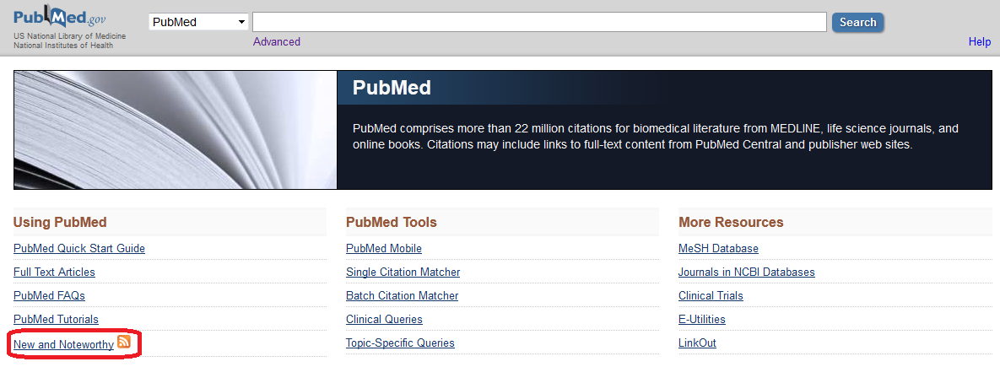 PubMed.gov
US National Library of Medicine
National Institutes of Health
PubMed
Search
Advanced
Help
PubMed
PubMed comprises more than 22 million citations for biomedical literature from MEDLINE, life science journals, and
online books. Citations may include links to full-text content from PubMed Central and publisher web sites.
Using PubMed
PubMed Quick Start Guide
Full Text Articles
PubMed FAQs
PubMed Tutorials
New and Noteworthy
PubMed Tools
PubMed Mobile
Single Citation Matcher
Batch Citation Matcher
Clinical Queries
Topic-Specific Queries
More Resources
MeSH Database
Journals in NCBI Databases
Clinical Trials
E-Utilities
LinkOut